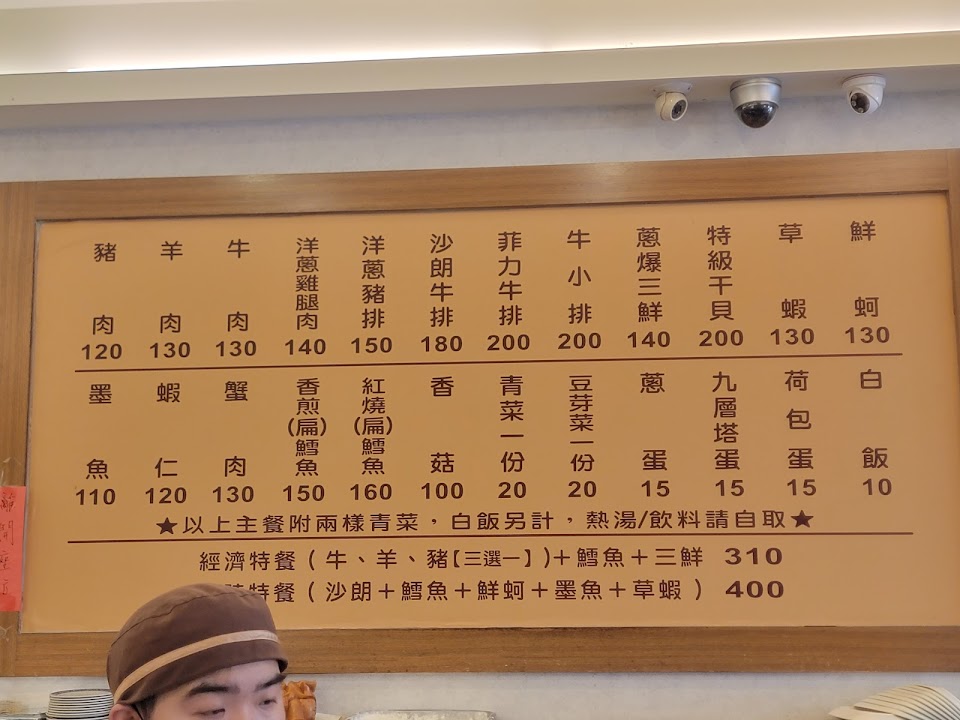 豬肉 120
羊肉 130
牛肉 130
洋蔥雞腿肉 140
洋蔥豬排 150
沙朗牛排 180
菲力牛排 200
牛小排 200
蔥爆三鮮 140
特級干貝 200
草蝦 130
鮮蚵 130
墨魚 110
蝦仁 120
蟹肉 130
香煎(扁)鱈魚 150
紅燒(扁)鱈魚 160
香菇 100
青菜一份 20
豆芽菜一份 20
蔥蛋 15
九層塔蛋 15
荷包蛋 15
白飯 10
★以上主餐附兩樣青菜，白飯另計，熱湯/飲料請自取★
經濟特餐（牛、羊、豬【三選一】)＋鱈魚＋三鮮 310
特餐（沙朗＋鱈魚＋鮮蚵＋墨魚＋草蝦） 400